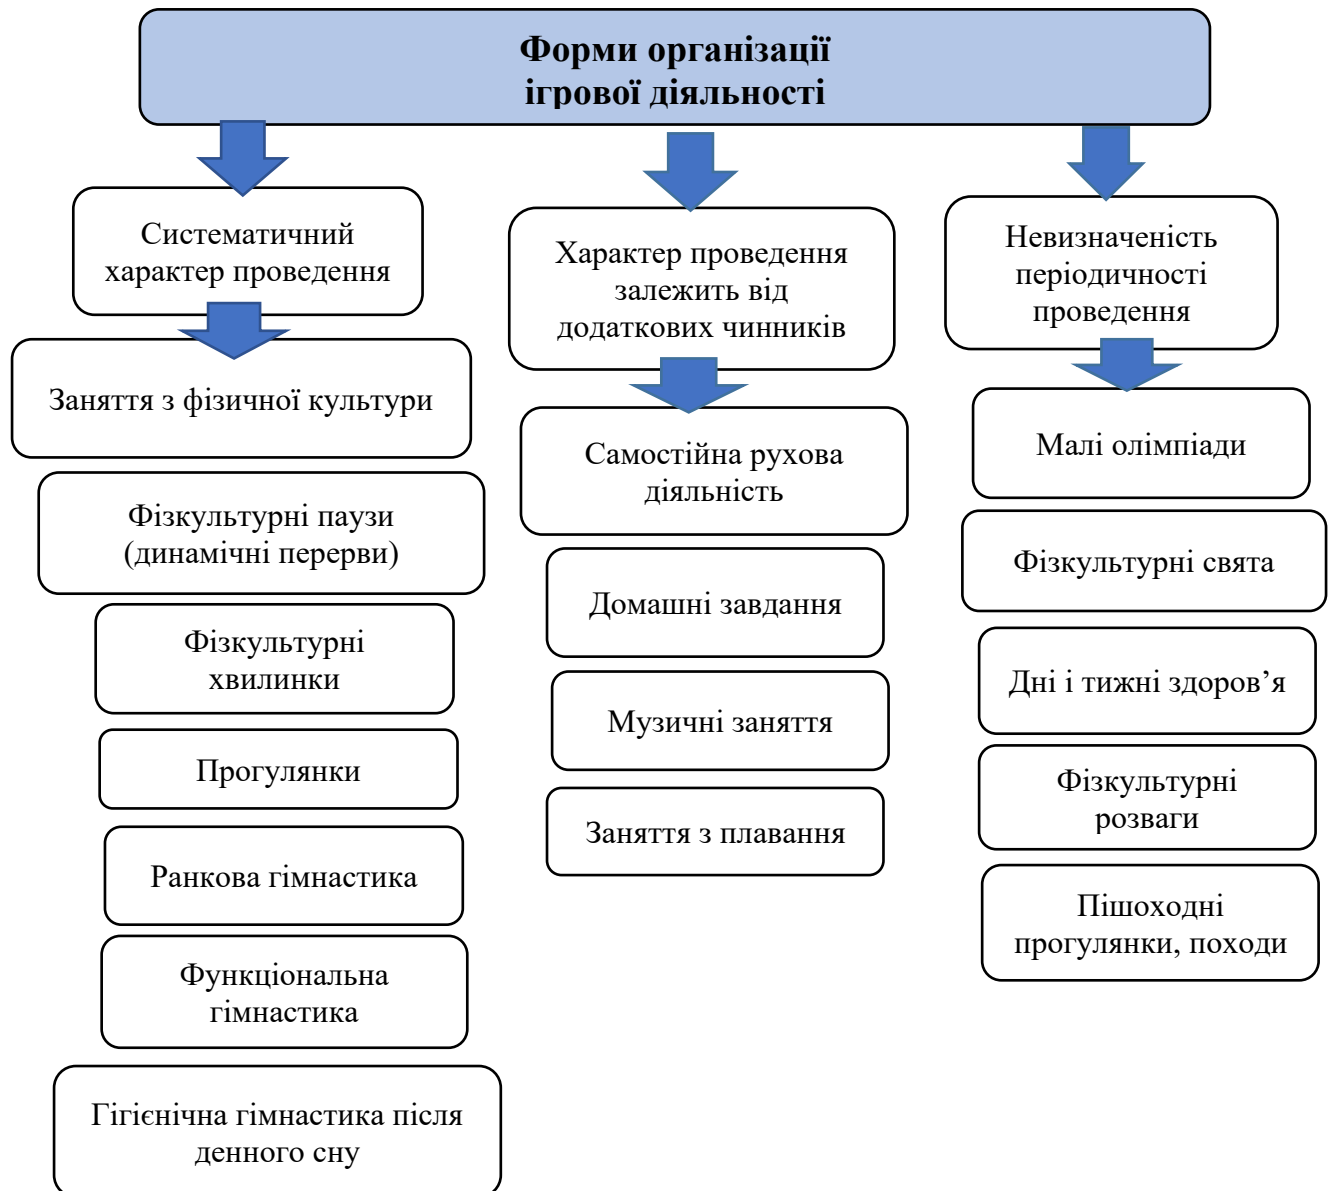 Форми організації
ігрової діяльності
Систематичний
характер проведення
Заняття з фізичної культури
Фізкультурні паузи
(динамічні перерви)
Фізкультурні
хвилинки
Прогулянки
Ранкова гімнастика
Функціональна
гімнастика
Гігієнічна гімнастика після
денного сну
Характер проведення
залежить від
додаткових чинників
Самостійна рухова
діяльність
Домашні завдання
Музичні заняття
Заняття з плавання
Невизначеність
періодичності
проведення
Малі олімпіади
Фізкультурні свята
Дні і тижні здоров’я
Фізкультурні
розваги
Пішоходні
прогулянки, походи